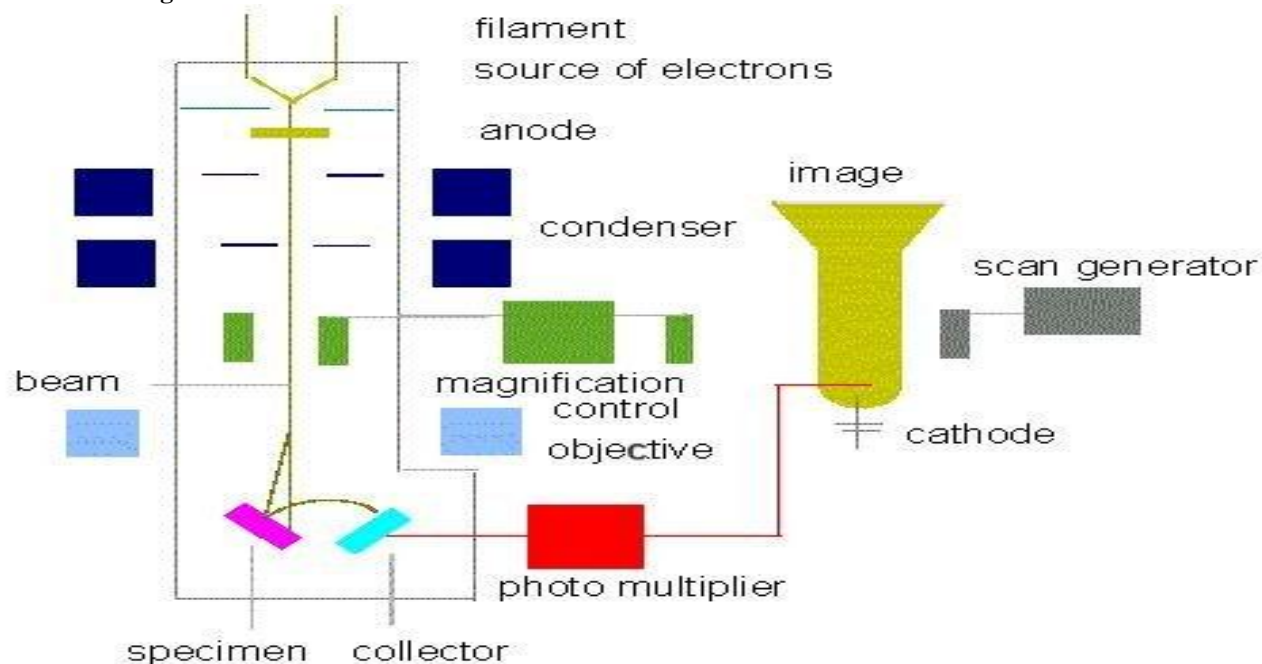 filament
source of electrons
anode
image
condenser
scan generator
beam
magnification
control
objective
cathode
photo multiplier
specimen
collector